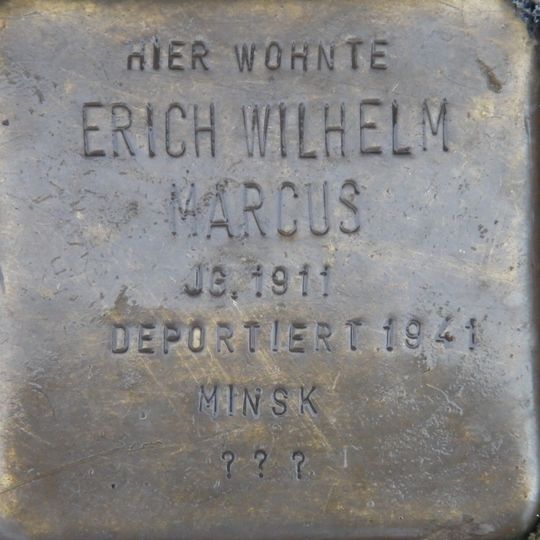 HIER WOHNTE
ERICH WILHELM
MARCUS
JG. 1911
DEPORTIERT 1941
MINSK
???